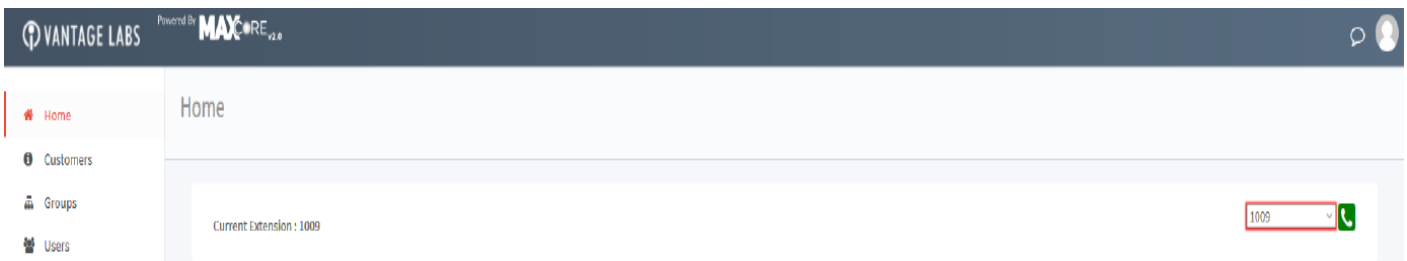 VANTAGE LABS
Powered By MAXCORE v2.0
Home
Home
Customers
Groups
Users
Current Extension : 1009
1009